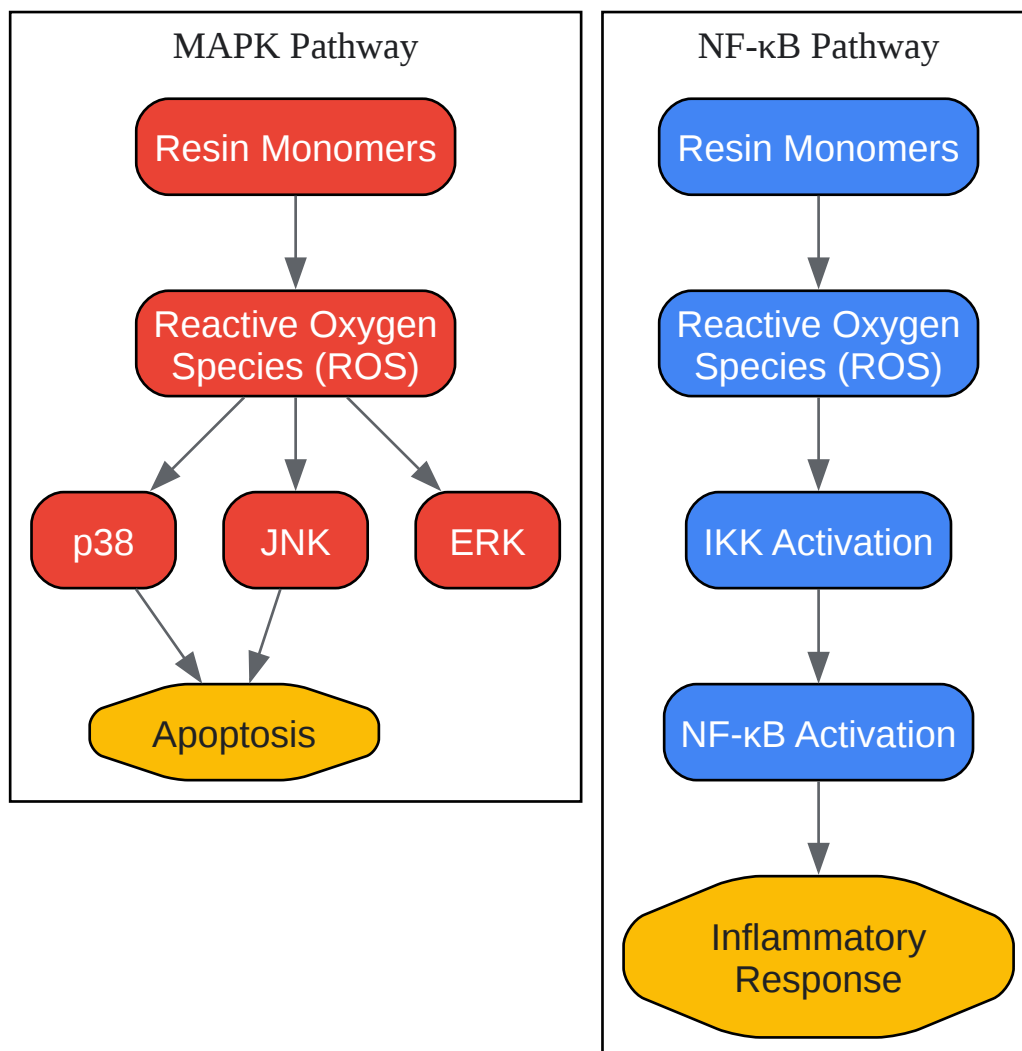 MAPK Pathway
Resin Monomers
Reactive Oxygen
Species (ROS)
p38
JNK
ERK
Apoptosis
NF-κB Pathway
Resin Monomers
Reactive Oxygen
Species (ROS)
IKK Activation
NF-κB Activation
Inflammatory
Response